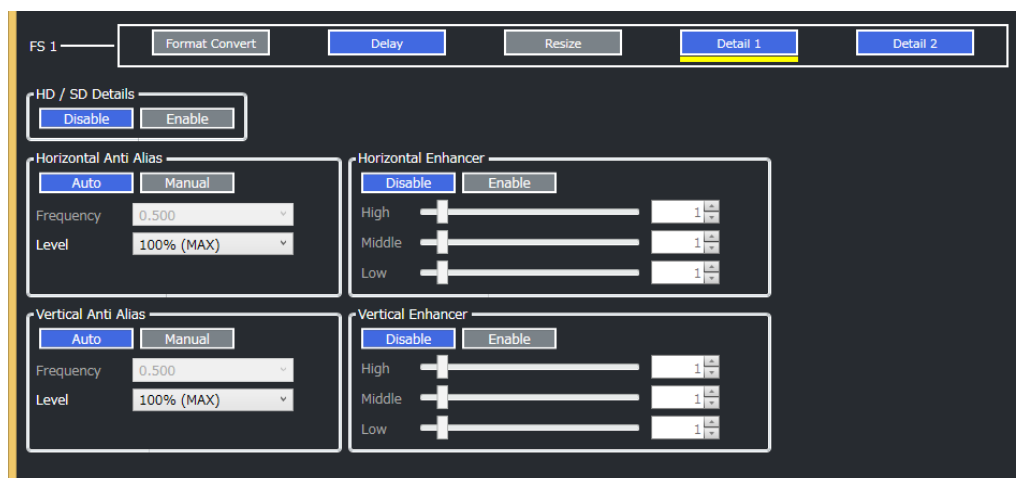 FS 1 Format Convert Delay Resize Detail 1 Detail 2
HD / SD Details
Disable Enable
Horizontal Anti Alias
Auto Manual
Frequency 0.500
Level 100% (MAX)
Horizontal Enhancer
Disable Enable
High 1
Middle 1
Low 1
Vertical Anti Alias
Auto Manual
Frequency 0.500
Level 100% (MAX)
Vertical Enhancer
Disable Enable
High 1
Middle 1
Low 1